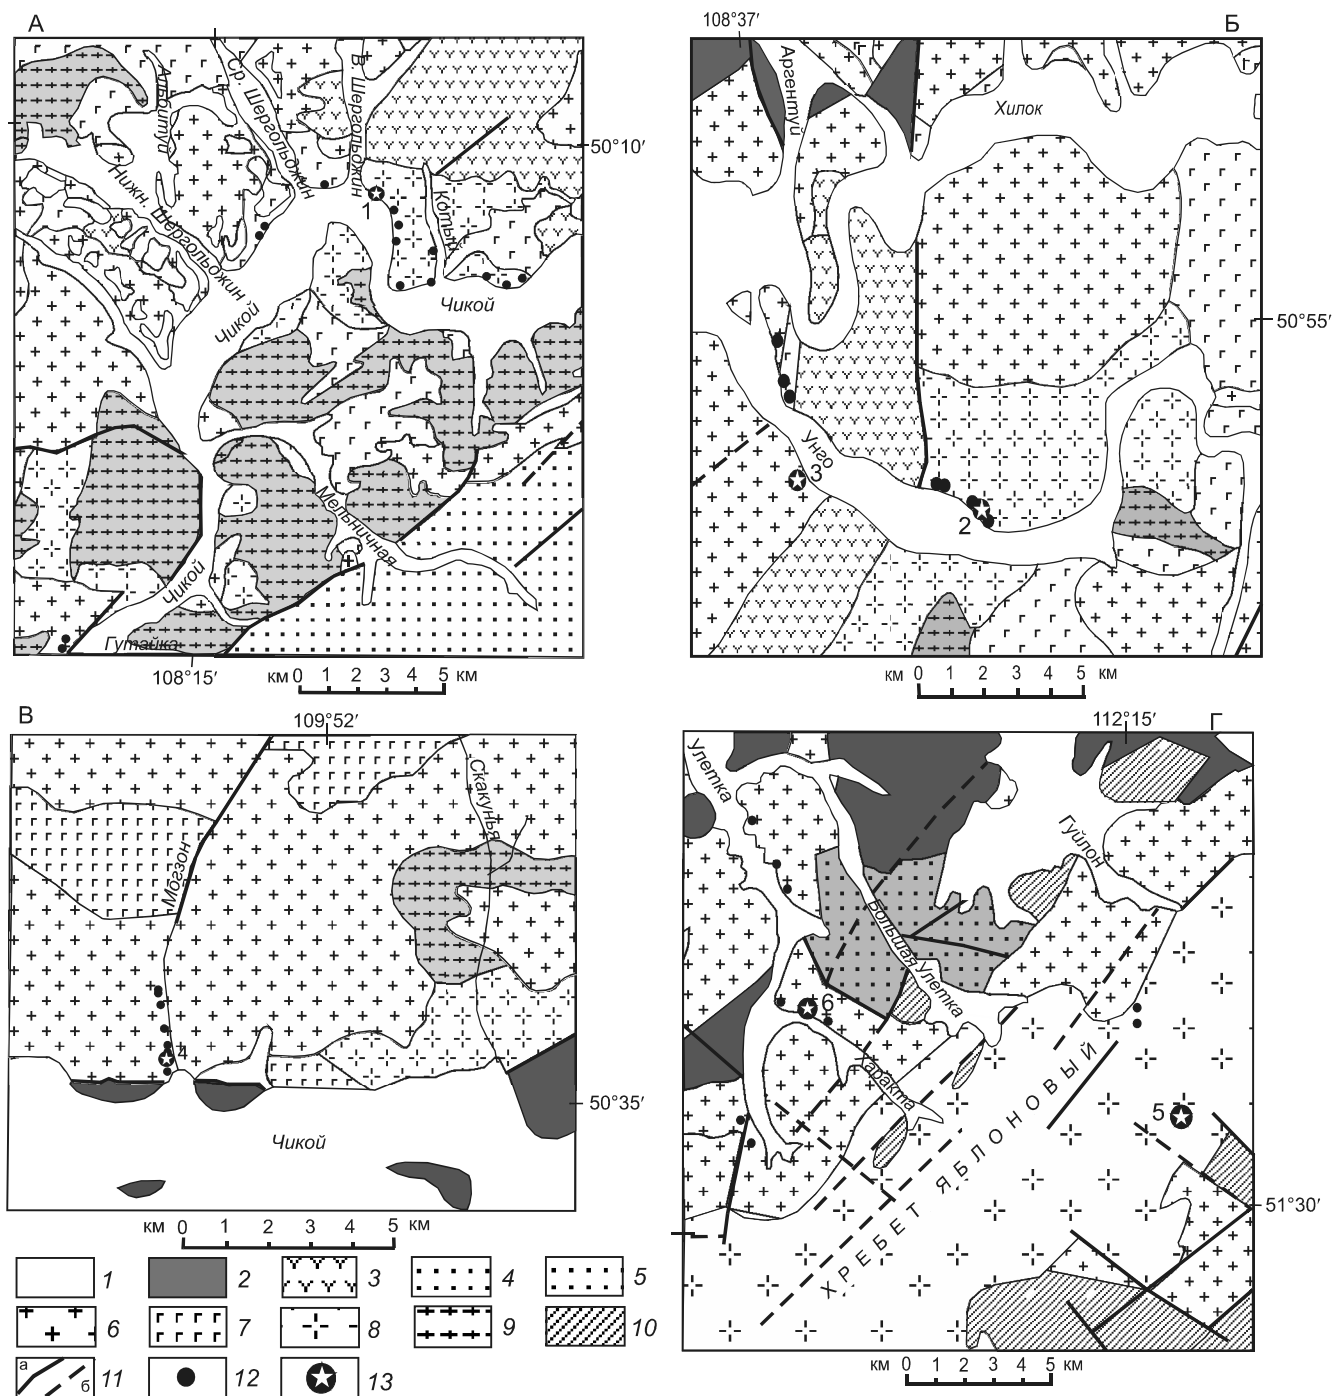 А
Альбитуй
Ср. Шергольджин
В. Шергольджин
50°10′
Нижн. Шергольджин
1
Котый
Чикой
Чикой
Мельничная
Чикой
Гутайка
108°15′
км 0 1 2 3 4 5 км
108°37′
Б
Аргентуй
Хилок
50°55′
Унго
3
2
км 0 1 2 3 4 5 км
В
109°52′
Скакунья
Могзон
4
50°35′
Чикой
км 0 1 2 3 4 5 км
112°15′
Г
Улетка
Гуйлон
Большая Улетка
6
Характа
5
ХРЕБЕТ ЯБЛОНОВЫЙ
51°30′
км 0 1 2 3 4 5 км
1 2 3 4 5
6 7 8 9 10
а б 11 12 13